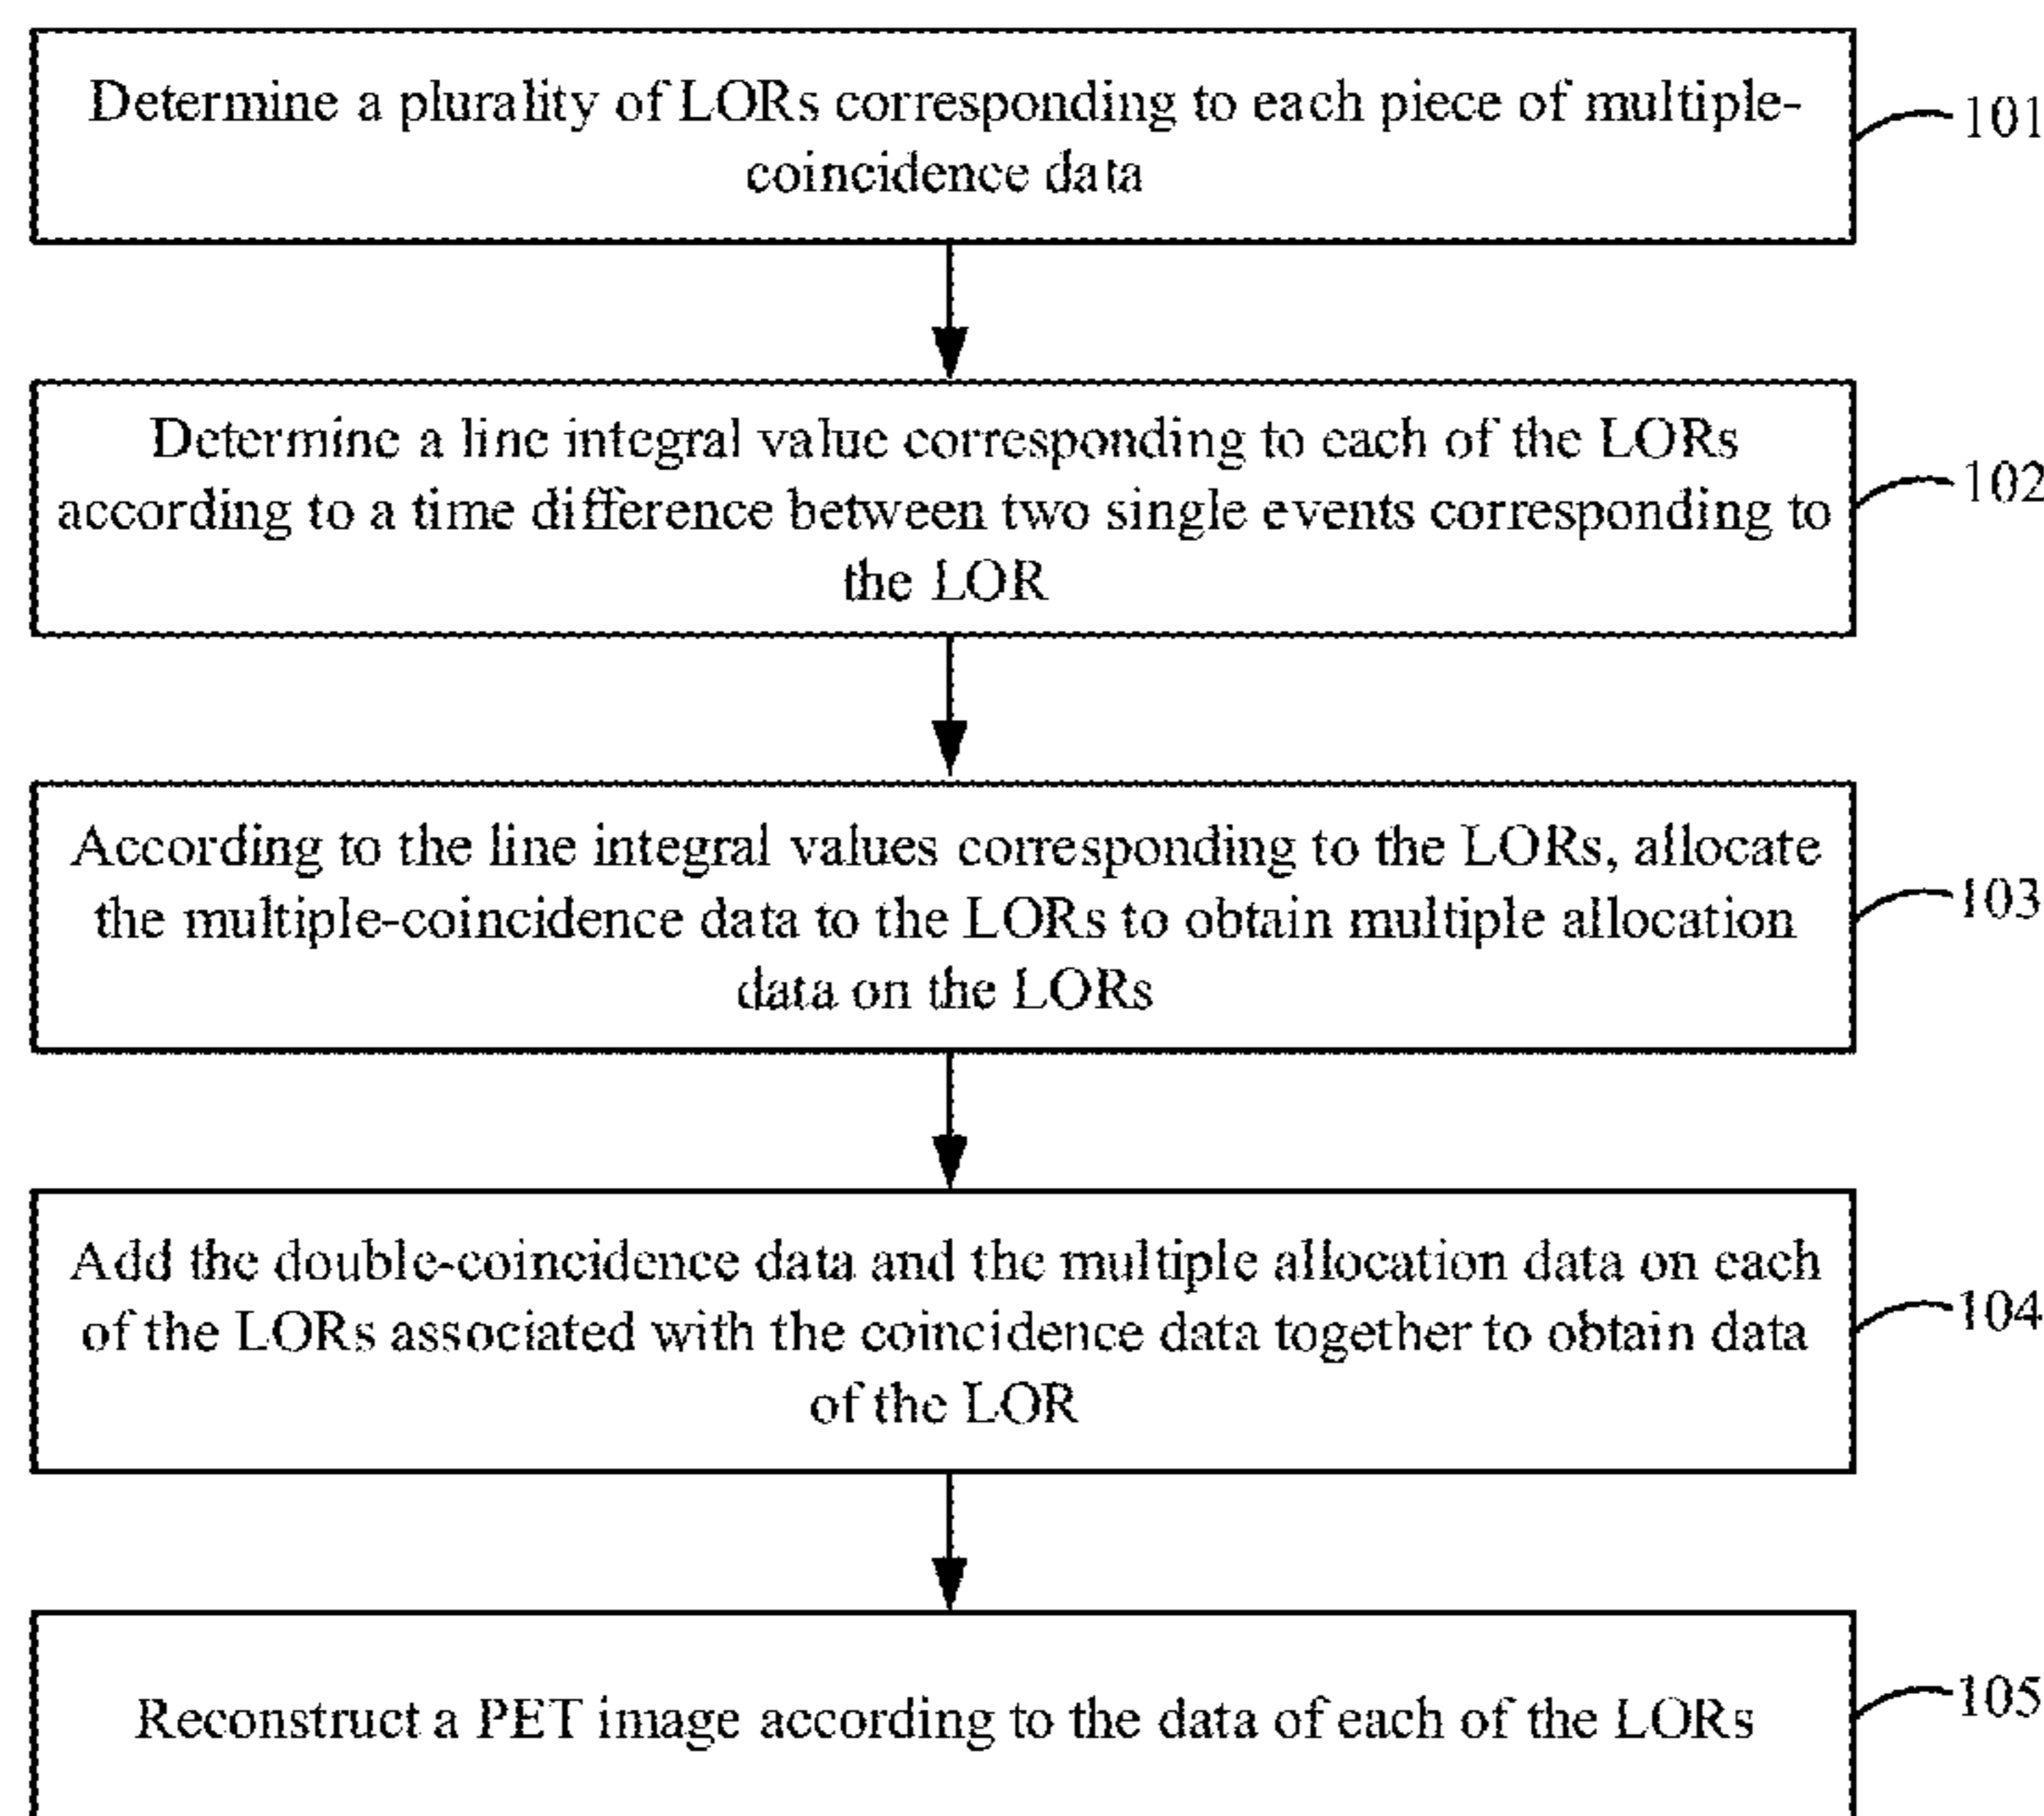 Determine a plurality of LORs corresponding to each piece of multiple-
coincidence data
101
Determine a line integral value corresponding to each of the LORs
according to a time difference between two single events corresponding to
the LOR
102
According to the line integral values corresponding to the LORs, allocate
the multiple-coincidence data to the LORs to obtain multiple allocation
data on the LORs
103
Add the double-coincidence data and the multiple allocation data on each
of the LORs associated with the coincidence data together to obtain data
of the LOR
104
Reconstruct a PET image according to the data of each of the LORs
105